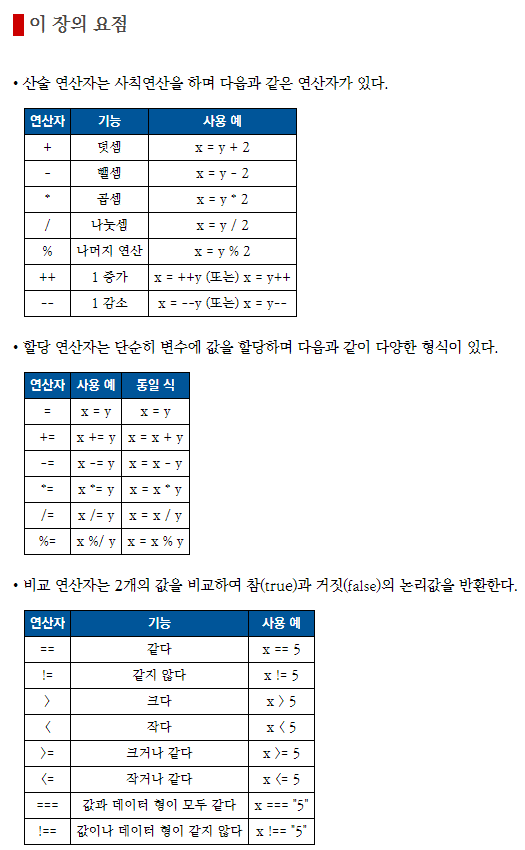 이 장의 요점
• 산술 연산자는 사칙연산을 하며 다음과 같은 연산자가 있다.
연산자 기능 사용 예
+ 덧셈 x = y + 2
- 뺄셈 x = y - 2
* 곱셈 x = y * 2
/ 나눗셈 x = y / 2
% 나머지 연산 x = y % 2
++ 1 증가 x = ++y (또는) x = y++
-- 1 감소 x = --y (또는) x = y--
• 할당 연산자는 단순히 변수에 값을 할당하며 다음과 같이 다양한 형식이 있다.
연산자 사용 예 동일 식
= x = y x = y
+= x += y x = x + y
-= x -= y x = x - y
*= x *= y x = x * y
/= x /= y x = x / y
%= x %/ y x = x % y
• 비교 연산자는 2개의 값을 비교하여 참(true)과 거짓(false)의 논리값을 반환한다.
연산자 기능 사용 예
== 같다 x == 5
!= 같지 않다 x != 5
> 크다 x > 5
< 작다 x < 5
>= 크거나 같다 x >= 5
<= 작거나 같다 x <= 5
=== 값과 데이터 형이 모두 같다 x === "5"
!== 값이나 데이터 형이 같지 않다 x !== "5"